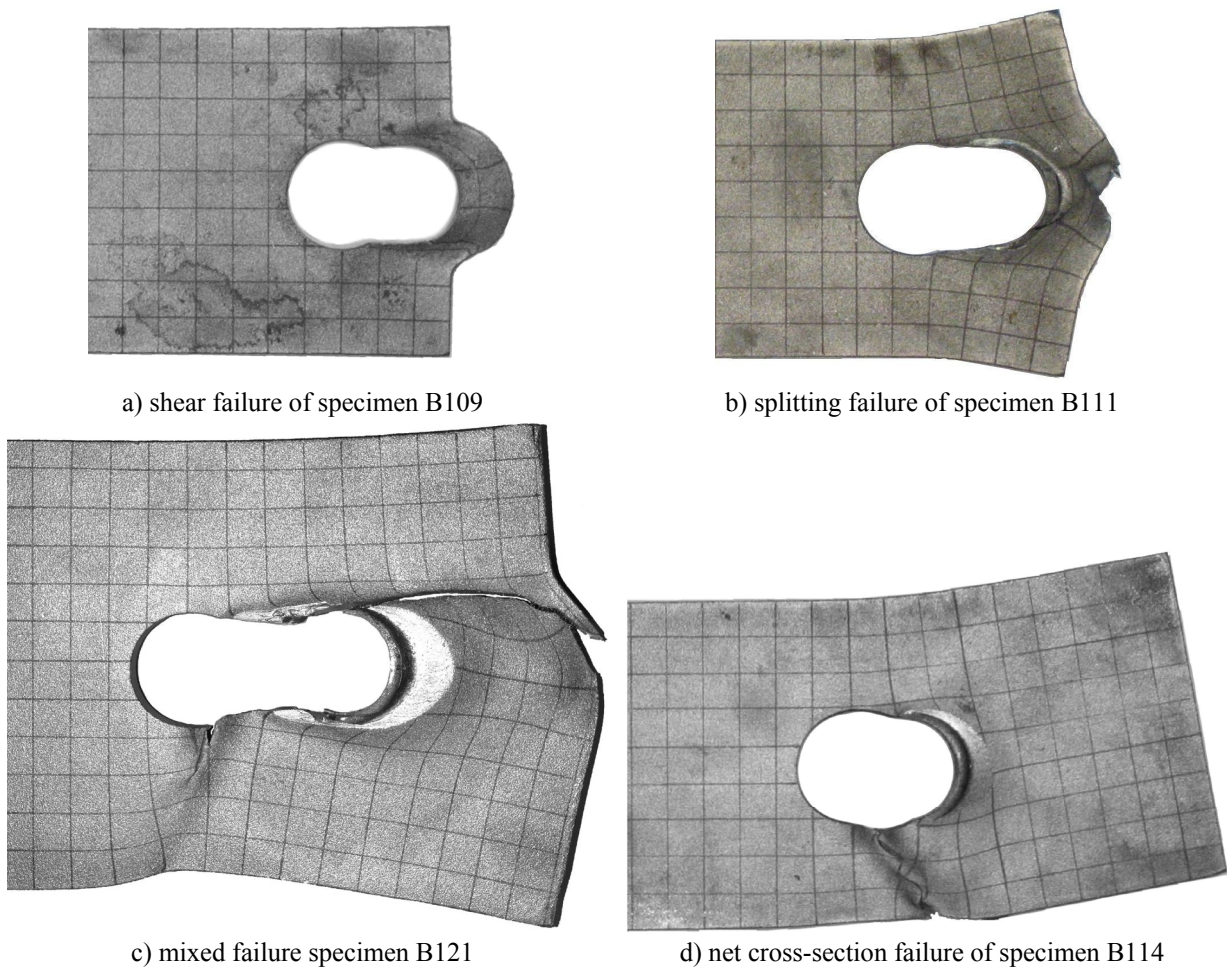 a) shear failure of specimen B109
b) splitting failure of specimen B111
c) mixed failure specimen B121
d) net cross-section failure of specimen B114